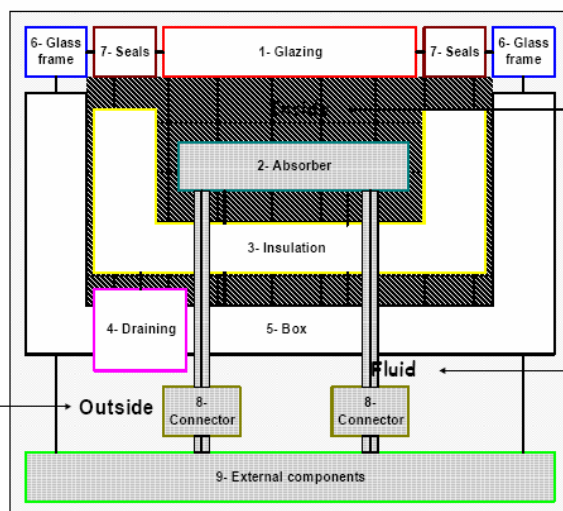 6- Glass
frame
7- Seals
1- Glazing
7- Seals
6- Glass
frame
Inside
2- Absorber
3- Insulation
4- Draining
5- Box
Fluid
Outside
8-
Connector
8-
Connector
9- External components